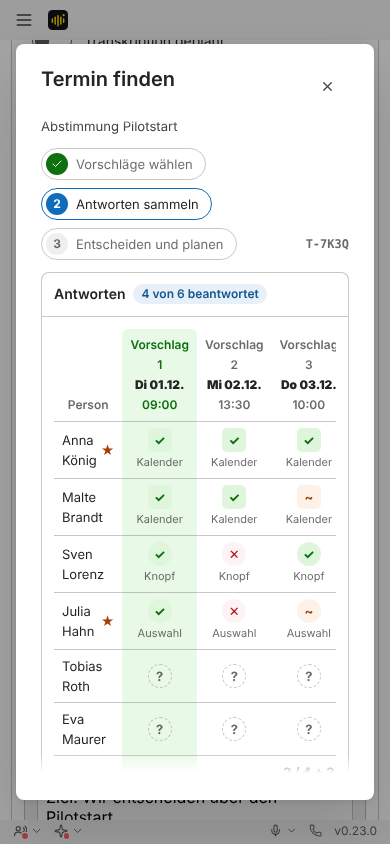 Termin finden
Abstimmung Pilotstart
Vorschläge wählen
2 Antworten sammeln
3 Entscheiden und planen T-7K3Q
Antworten 4 von 6 beantwortet
Vorschlag Vorschlag Vorschlag
1 2 3
Di 01.12. Mi 02.12. Do 03.12.
Person 09:00 13:30 10:00
Anna
König
Kalender Kalender Kalender
Malte
Brandt ~
Kalender Kalender Kalender
Sven
Lorenz
Knopf Knopf Knopf
Julia
Hahn ~
Auswahl Auswahl Auswahl
Tobias
Roth ? ? ?
Eva
Maurer ? ? ?
Ziel: Wir entscheiden über den
Pilotstart
v0.23.0